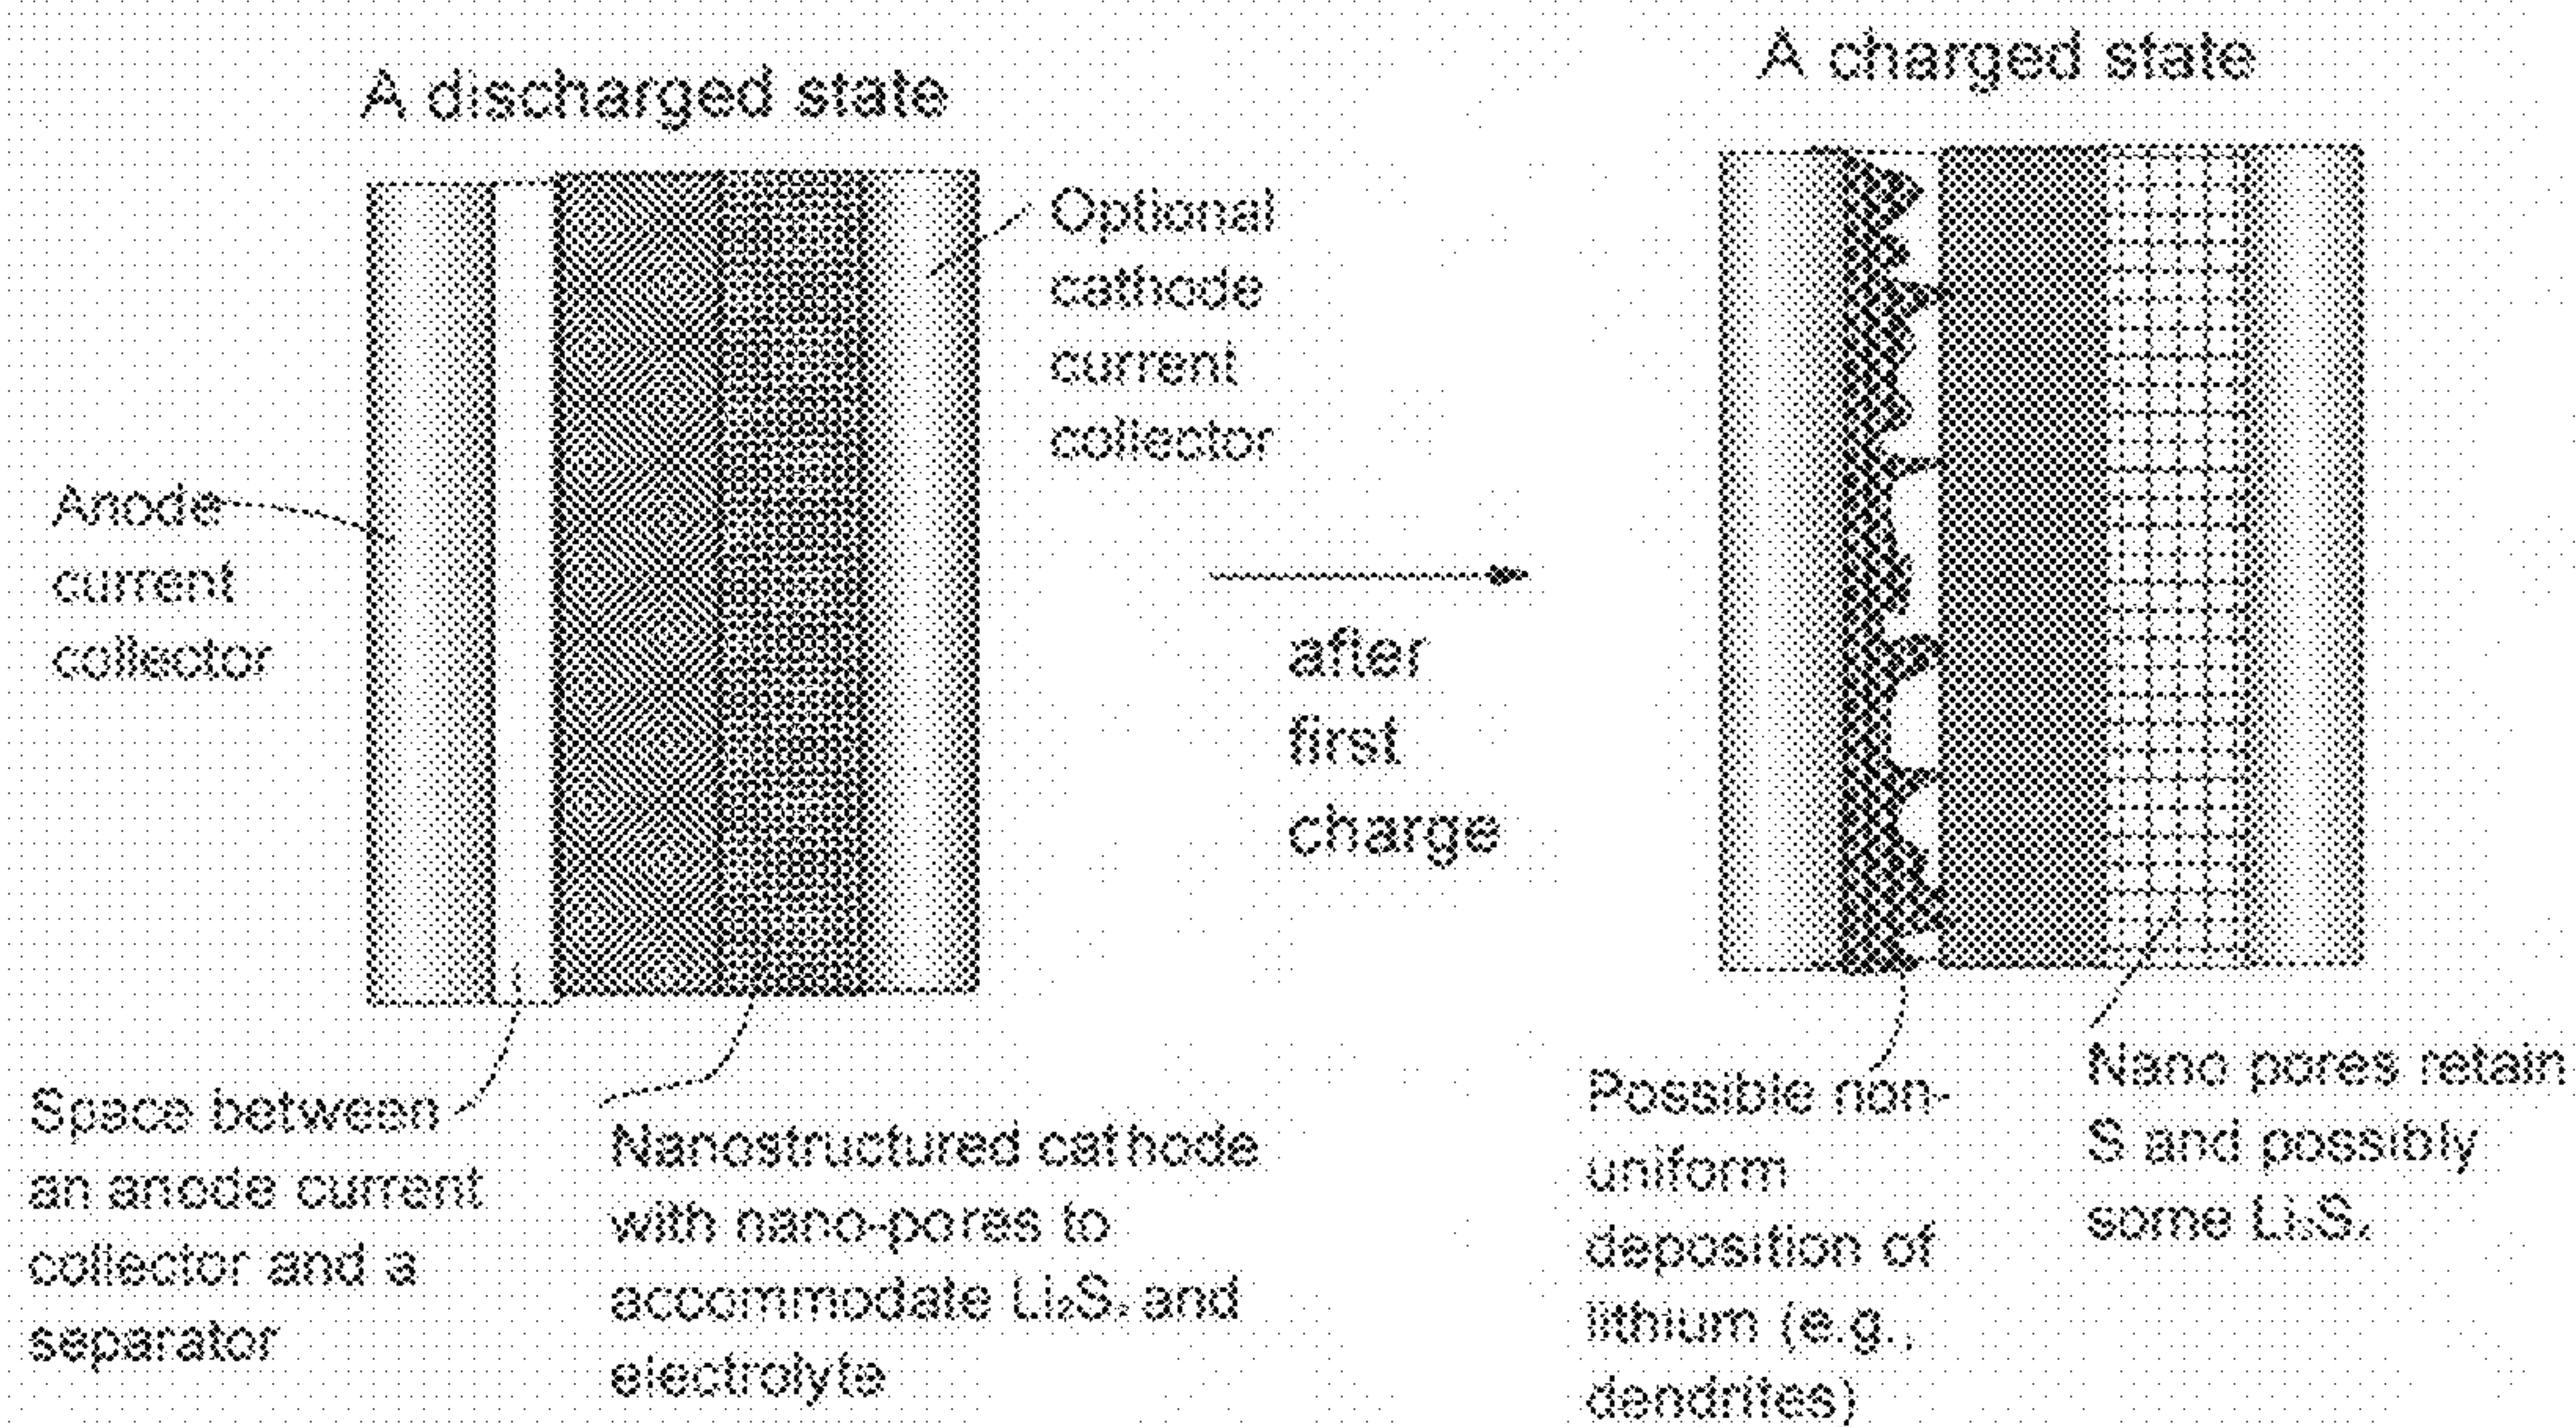 A discharged state
A charged state
Optional
cathode
current
collector
Anode
current
collector
after
first
charge
Space between
an anode current
collector and a
separator
Nanostructured cathode
with nano-pores to
accommodate Li₂Sₓ and
electrolyte
Possible non-
uniform
deposition of
lithium (e.g.,
dendrites)
Nano pores retain
S and possibly
some Li₂Sₓ